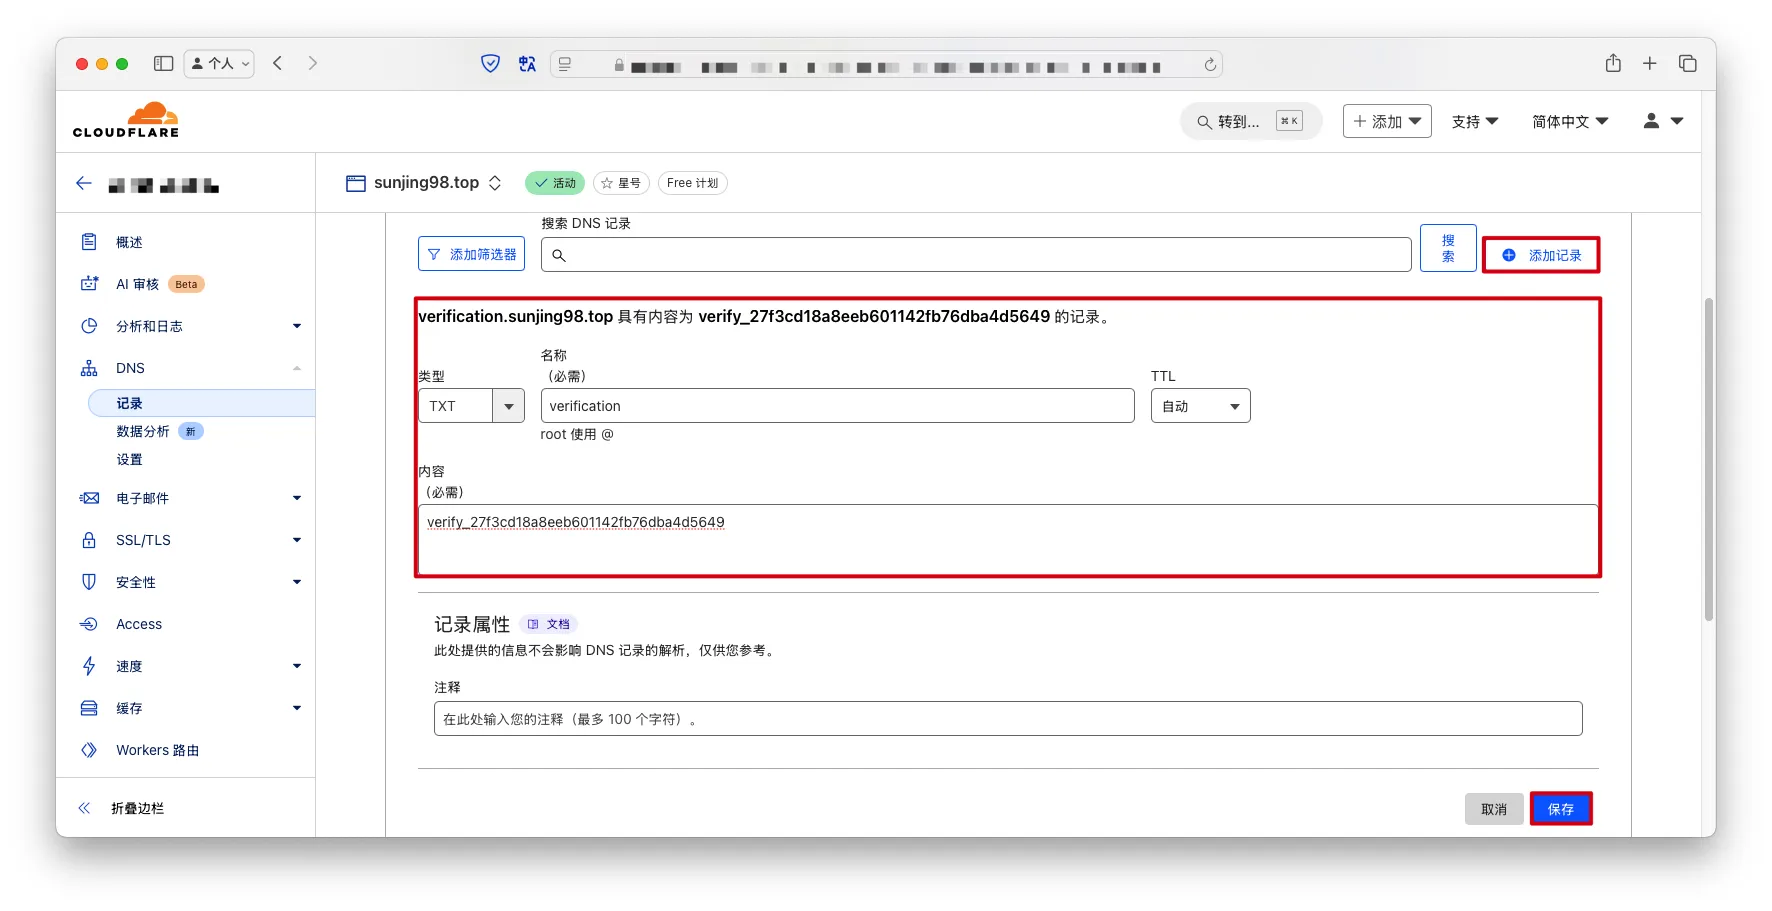 个人
CLOUDFLARE
转到... ⌘ K
添加
支持
简体中文
sunjing98.top
活动
星号
Free 计划
概述
AI 审核 Beta
分析和日志
DNS
记录
数据分析 新
设置
电子邮件
SSL/TLS
安全性
Access
速度
缓存
Workers 路由
折叠边栏
搜索 DNS 记录
添加筛选器
搜
索
添加记录
verification.sunjing98.top 具有内容为 verify_27f3cd18a8eeb601142fb76dba4d5649 的记录。
类型
名称
（必需）
TTL
TXT
verification
自动
root 使用 @
内容
（必需）
verify_27f3cd18a8eeb601142fb76dba4d5649
记录属性 文档
此处提供的信息不会影响 DNS 记录的解析，仅供您参考。
注释
在此处输入您的注释（最多 100 个字符）。
取消
保存